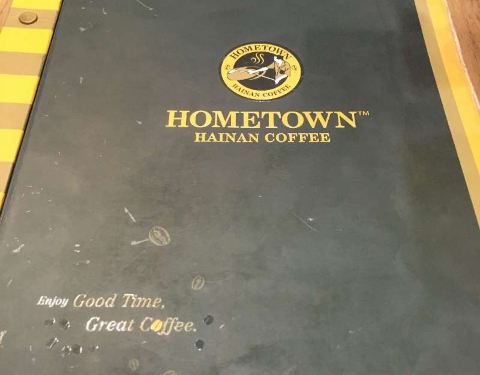 HOMETOWN
HAINAN COFFEE
HOMETOWN™
HAINAN COFFEE
Enjoy Good Time,
Great Coffee.